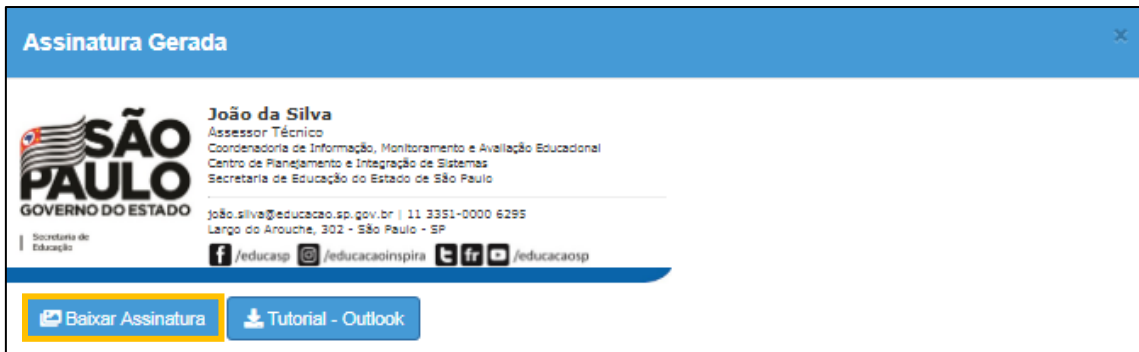 Assinatura Gerada
×
SÃO
PAULO
GOVERNO DO ESTADO
Secretaria de
Educação
João da Silva
Assessor Técnico
Coordenadoria de Informação, Monitoramento e Avaliação Educacional
Centro de Planejamento e Integração de Sistemas
Secretaria de Educação do Estado de São Paulo
joão.silva@educacao.sp.gov.br | 11 3351-0000 6295
Largo do Arouche, 302 - São Paulo - SP
f /educasp /educacaoinspira t fr /educacaosp
Baixar Assinatura
Tutorial - Outlook